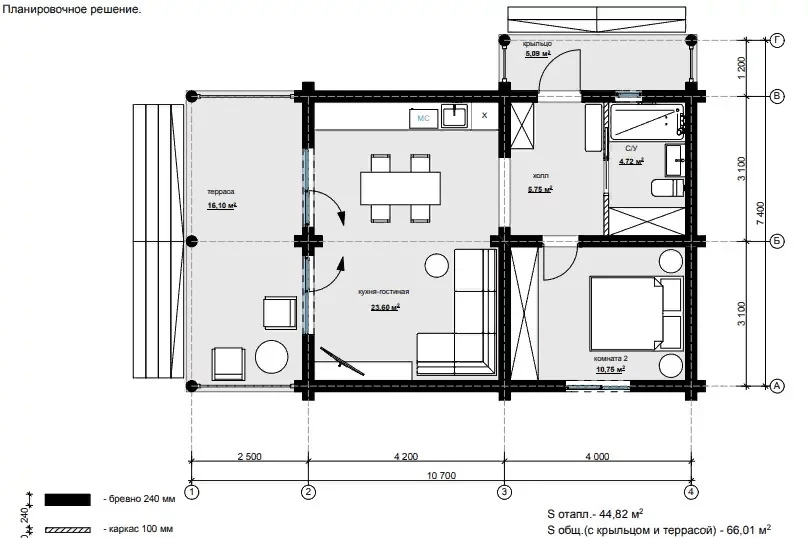 Планировочное решение.
крыльцо
5,09 м²
Г
1 200
В
МС
X
С/У
4.72 м²
терраса
16,10 м²
холл
5.75 м²
3 100
7 400
Б
кухня-гостиная
23.60 м²
3 100
комната 2
10,75 м²
А
2 500
4 200
4 000
10 700
1
2
3
4
240
- бревно 240 мм
- каркас 100 мм
S отапл.- 44,82 м²
S общ.(с крыльцом и террасой) - 66,01 м²